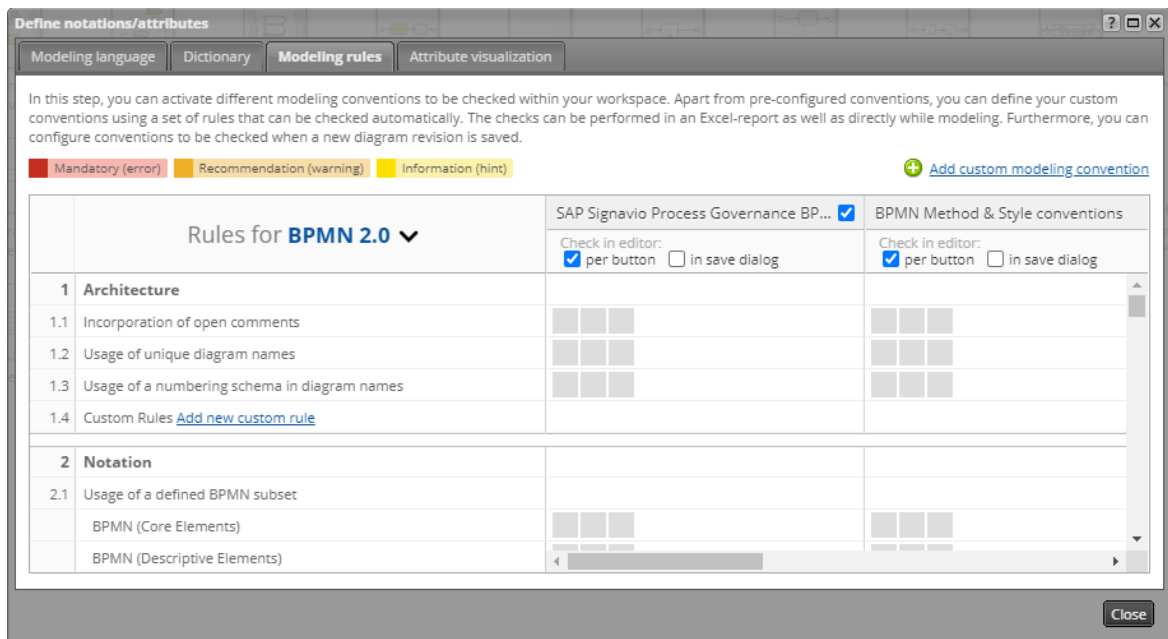 Define notations/attributes
?
Modeling language
Dictionary
Modeling rules
Attribute visualization
In this step, you can activate different modeling conventions to be checked within your workspace. Apart from pre-configured conventions, you can define your custom
conventions using a set of rules that can be checked automatically. The checks can be performed in an Excel-report as well as directly while modeling. Furthermore, you can
configure conventions to be checked when a new diagram revision is saved.
Mandatory (error)
Recommendation (warning)
Information (hint)
Add custom modeling convention
Rules for BPMN 2.0
SAP Signavio Process Governance BP...
BPMN Method & Style conventions
Check in editor:
per button
in save dialog
Check in editor:
per button
in save dialog
1 Architecture
1.1 Incorporation of open comments
1.2 Usage of unique diagram names
1.3 Usage of a numbering schema in diagram names
1.4 Custom Rules Add new custom rule
2 Notation
2.1 Usage of a defined BPMN subset
BPMN (Core Elements)
BPMN (Descriptive Elements)
Close